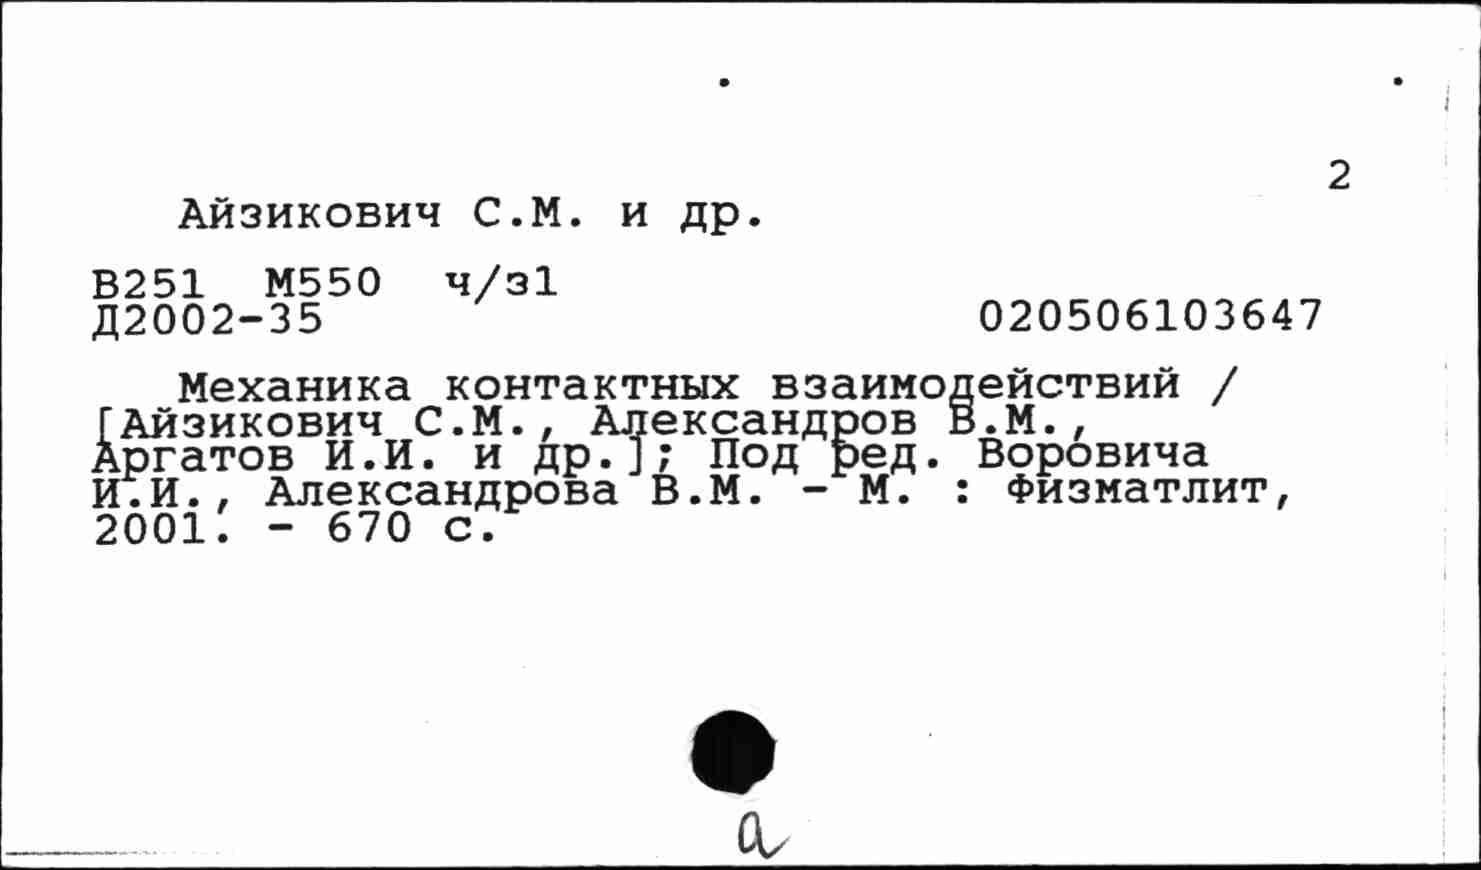 2
Айзикович С.М. и др.
В251 М550 ч/з1
Д2002-35 020506103647
Механика контактных взаимодействий /
[Айзикович С.М., Александров В.М.,
Аргатов И.И. и др.]; Под ред. Воровича
И.И., Александрова В.М. - М. : Физматлит,
2001. - 670 с.
а